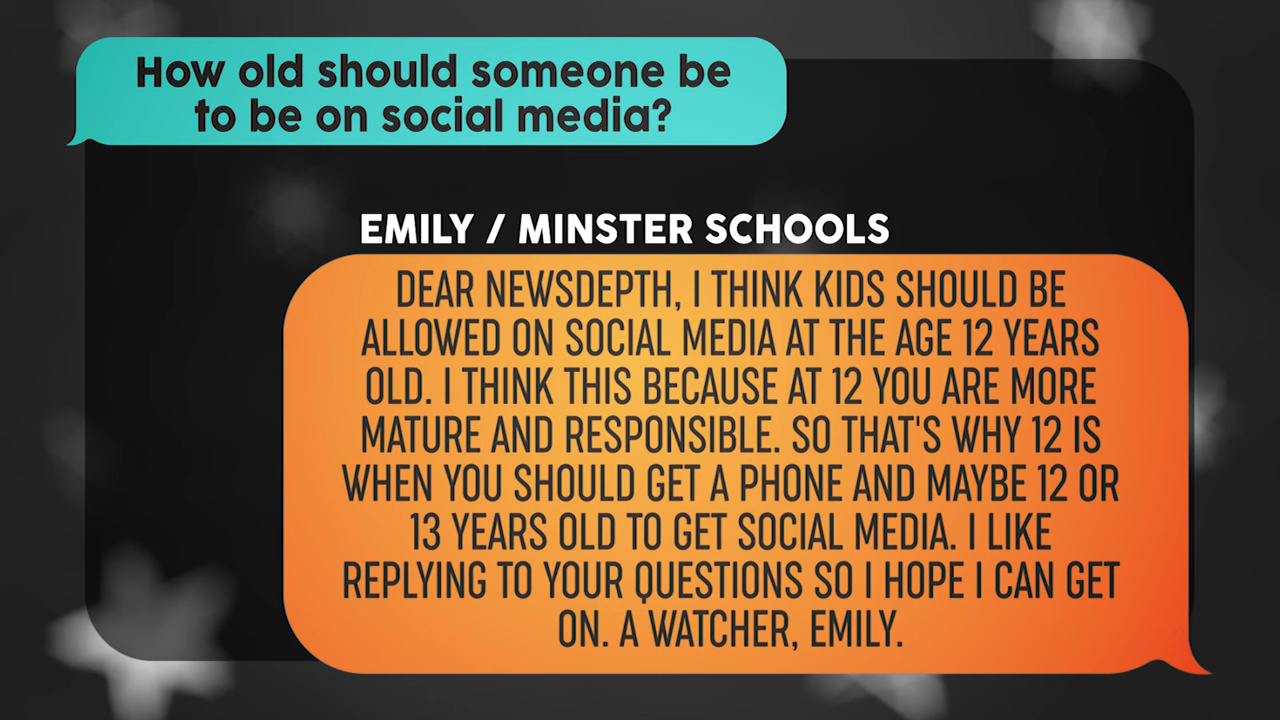 How old should someone be
to be on social media?
EMILY / MINSTER SCHOOLS
DEAR NEWSDEPTH, I THINK KIDS SHOULD BE
ALLOWED ON SOCIAL MEDIA AT THE AGE 12 YEARS
OLD. I THINK THIS BECAUSE AT 12 YOU ARE MORE
MATURE AND RESPONSIBLE. SO THAT'S WHY 12 IS
WHEN YOU SHOULD GET A PHONE AND MAYBE 12 OR
13 YEARS OLD TO GET SOCIAL MEDIA. I LIKE
REPLYING TO YOUR QUESTIONS SO I HOPE I CAN GET
ON. A WATCHER, EMILY.